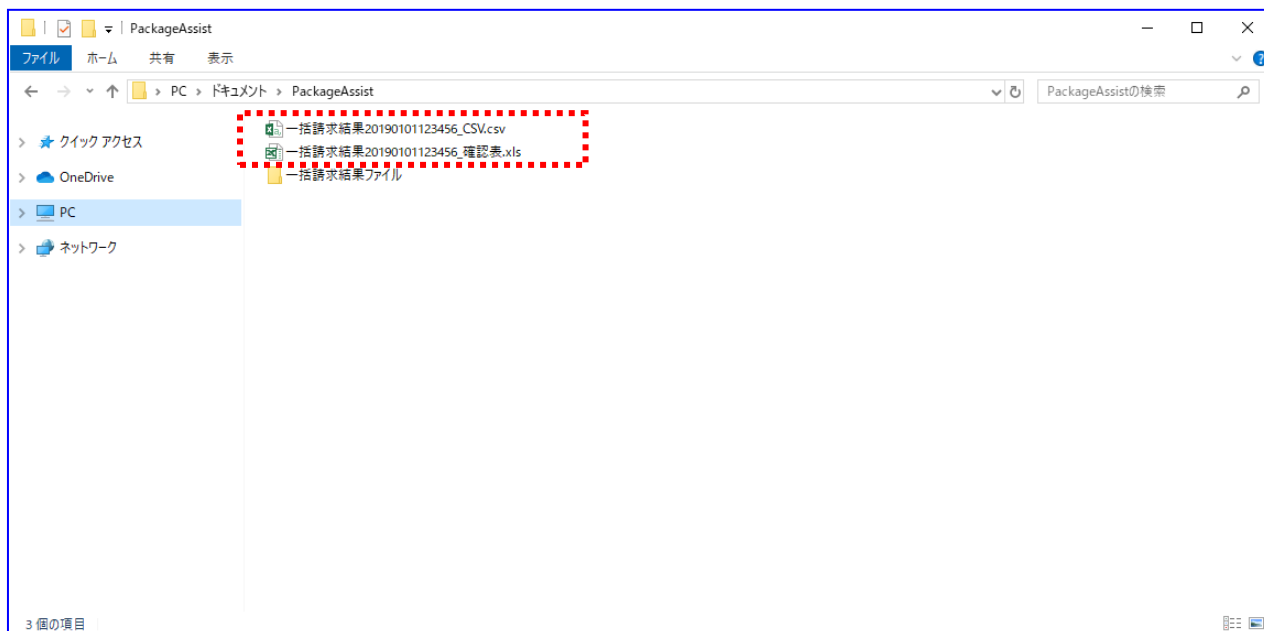 PackageAssist
ファイル ホーム 共有 表示
PC ドキュメント PackageAssist PackageAssistの検索
一括請求結果20190101123456_CSV.csv
クイック アクセス
一括請求結果20190101123456_確認表.xls
OneDrive
一括請求結果ファイル
PC
ネットワーク
3 個の項目